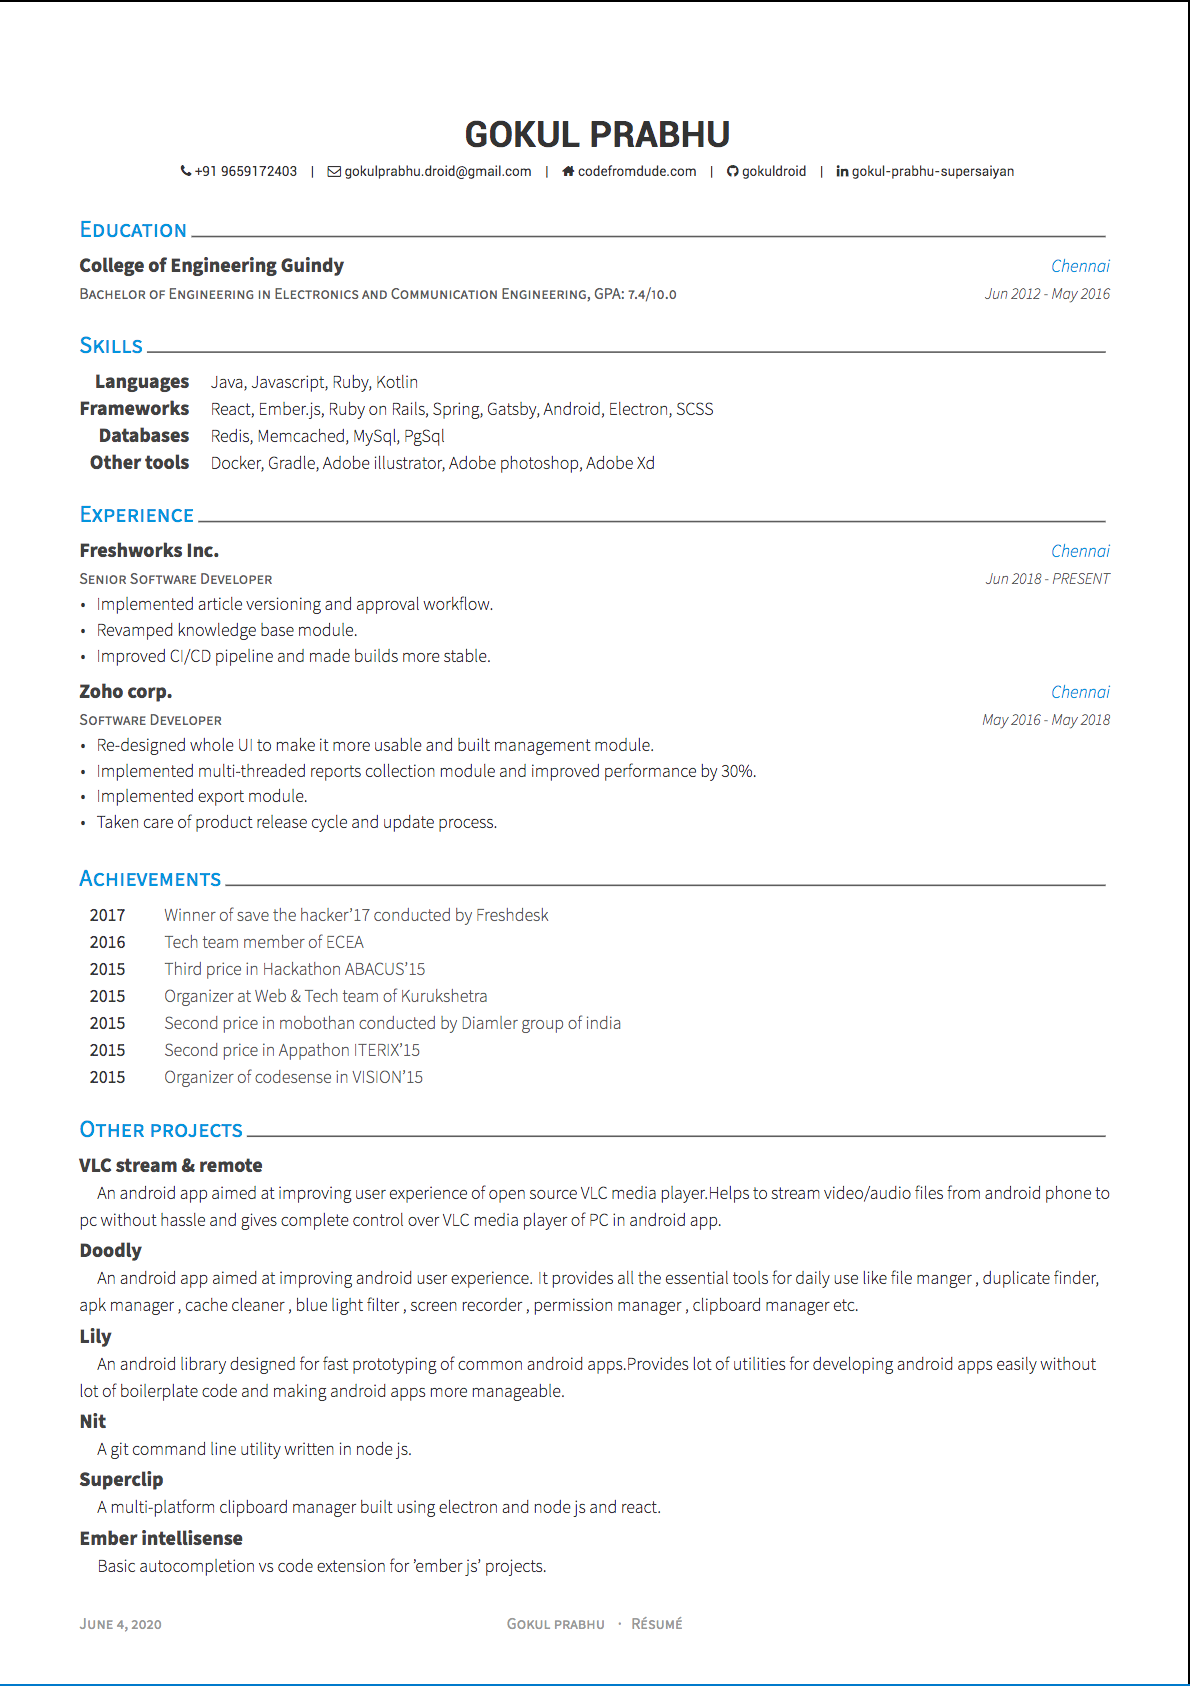 GOKUL PRABHU
+91 9659172403 | gokulprabhu.droid@gmail.com | codefromdude.com | gokuldroid | gokul-prabhu-supersaiyan
Education
College of Engineering Guindy Chennai
Bachelor of Engineering in Electronics and Communication Engineering, GPA: 7.4/10.0 Jun 2012 - May 2016
Skills
Languages Java, Javascript, Ruby, Kotlin
Frameworks React, Ember.js, Ruby on Rails, Spring, Gatsby, Android, Electron, SCSS
Databases Redis, Memcached, MySql, PgSql
Other tools Docker, Gradle, Adobe illustrator, Adobe photoshop, Adobe Xd
Experience
Freshworks Inc. Chennai
Senior Software Developer Jun 2018 - PRESENT
• Implemented article versioning and approval workflow.
• Revamped knowledge base module.
• Improved CI/CD pipeline and made builds more stable.
Zoho corp. Chennai
Software Developer May 2016 - May 2018
• Re-designed whole UI to make it more usable and built management module.
• Implemented multi-threaded reports collection module and improved performance by 30%.
• Implemented export module.
• Taken care of product release cycle and update process.
Achievements
2017 Winner of save the hacker'17 conducted by Freshdesk
2016 Tech team member of ECEA
2015 Third price in Hackathon ABACUS'15
2015 Organizer at Web & Tech team of Kurukshetra
2015 Second price in mobothan conducted by Diamler group of india
2015 Second price in Appathon ITERIX'15
2015 Organizer of codesense in VISION'15
Other projects
VLC stream & remote
An android app aimed at improving user experience of open source VLC media player.Helps to stream video/audio files from android phone to
pc without hassle and gives complete control over VLC media player of PC in android app.
Doodly
An android app aimed at improving android user experience. It provides all the essential tools for daily use like file manger , duplicate finder,
apk manager , cache cleaner , blue light filter , screen recorder , permission manager , clipboard manager etc.
Lily
An android library designed for fast prototyping of common android apps.Provides lot of utilities for developing android apps easily without
lot of boilerplate code and making android apps more manageable.
Nit
A git command line utility written in node js.
Superclip
A multi-platform clipboard manager built using electron and node js and react.
Ember intellisense
Basic autocompletion vs code extension for 'ember js' projects.
June 4, 2020 Gokul prabhu · Résumé